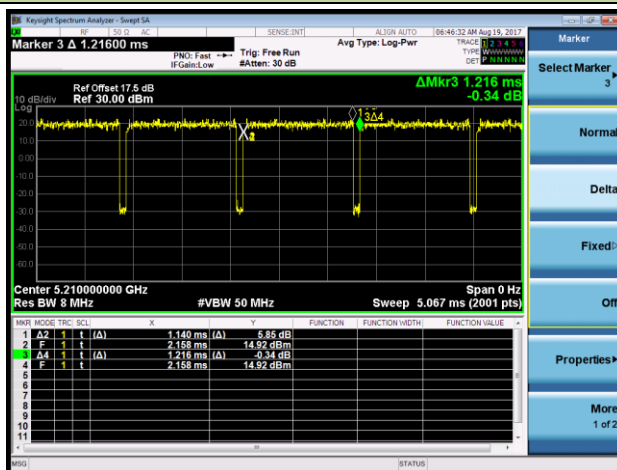 Keysight Spectrum Analyzer - Swept SA
RF 50 Ω AC SENSE:INT ALIGN AUTO 06:46:32 AM Aug 19, 2017
Marker 3 Δ 1.21600 ms
PNO: Fast
IFGain:Low
Trig: Free Run
#Atten: 30 dB
Avg Type: Log-Pwr
TRACE 1 2 3 4 5 6
TYPE WWWWWW
DET P NNNNN
Ref Offset 17.5 dB
Ref 30.00 dBm
ΔMkr3 1.216 ms
-0.34 dB
10 dB/div
Log
20.0
10.0
0.00
-10.0
-20.0
-30.0
-40.0
-50.0
-60.0
2
3Δ4
Center 5.210000000 GHz
Span 0 Hz
Res BW 8 MHz
#VBW 50 MHz
Sweep 5.067 ms (2001 pts)
MKR MODE TRC SCL X Y FUNCTION FUNCTION WIDTH FUNCTION VALUE
1 Δ2 1 t (Δ) 1.140 ms (Δ) 5.85 dB
2 F 1 t 2.158 ms 14.92 dBm
3 Δ4 1 t (Δ) 1.216 ms (Δ) -0.34 dB
4 F 1 t 2.158 ms 14.92 dBm
5
6
7
8
9
10
11
MSG
STATUS
Marker
Select Marker
3
Normal
Delta
Fixed
Off
Properties
More
1 of 2